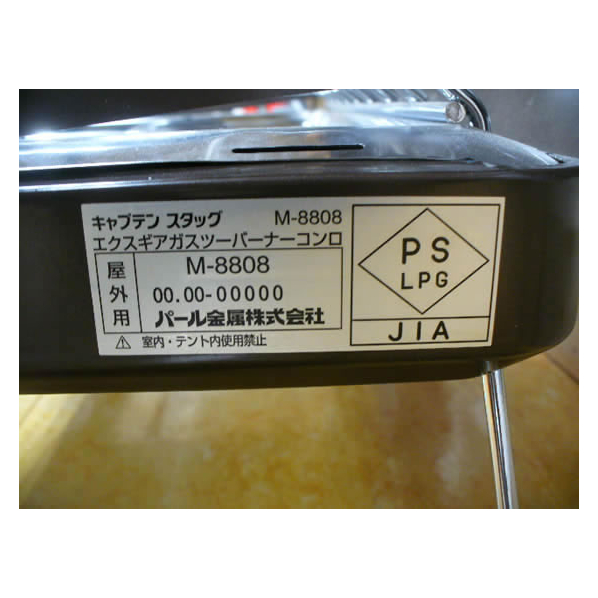 キャプテン スタッグ M-8808
エクスギアガスツーバーナーコンロ
屋外用
M-8808
00.00-00000
パール金属株式会社
⚠ 室内・テント内使用禁止
PS
LPG
JIA